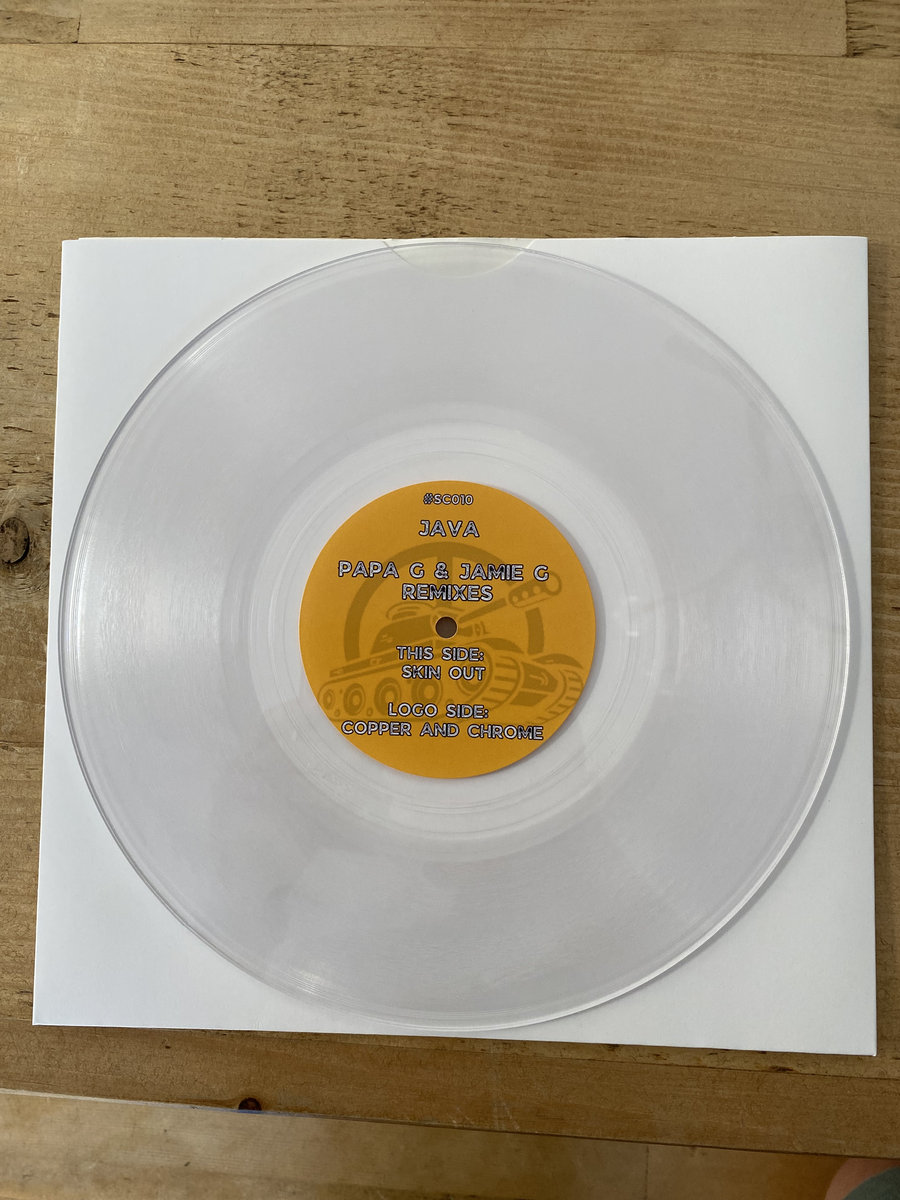 #SC010
JAVA
PAPA G & JAMIE G
REMIXES
THIS SIDE:
SKIN OUT
LOGO SIDE:
COPPER AND CHROME